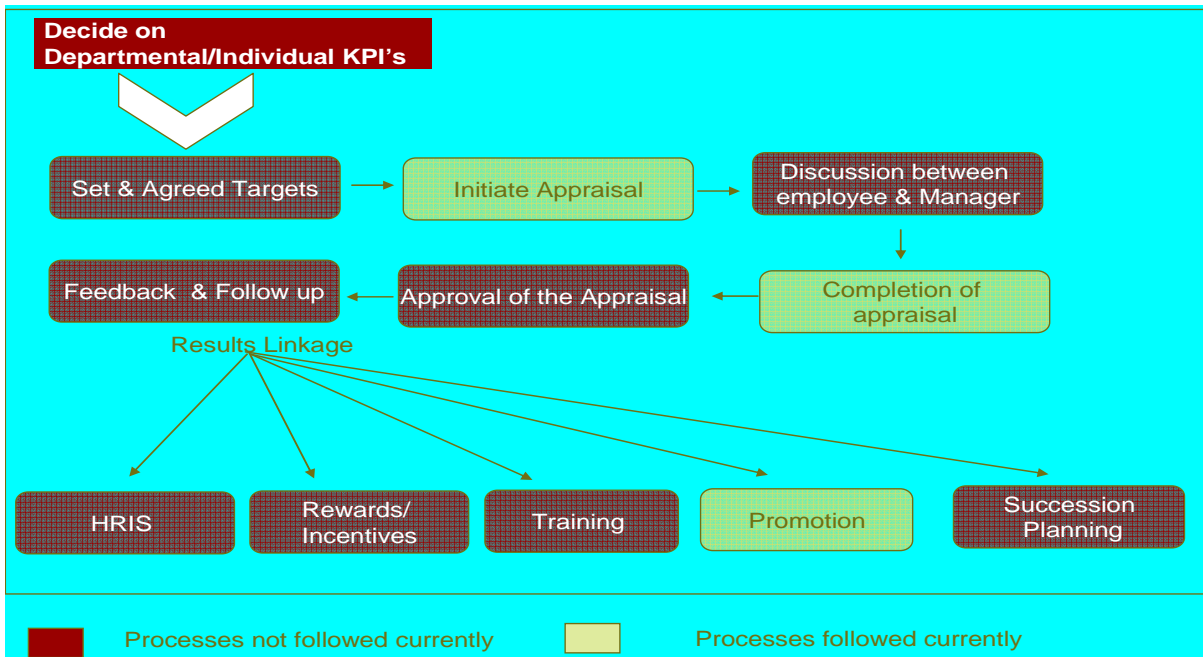 Decide on
Departmental/Individual KPI's
Set & Agreed Targets
Initiate Appraisal
Discussion between
employee & Manager
Feedback & Follow up
Approval of the Appraisal
Completion of
appraisal
Results Linkage
HRIS
Rewards/
Incentives
Training
Promotion
Succession
Planning
Processes not followed currently
Processes followed currently